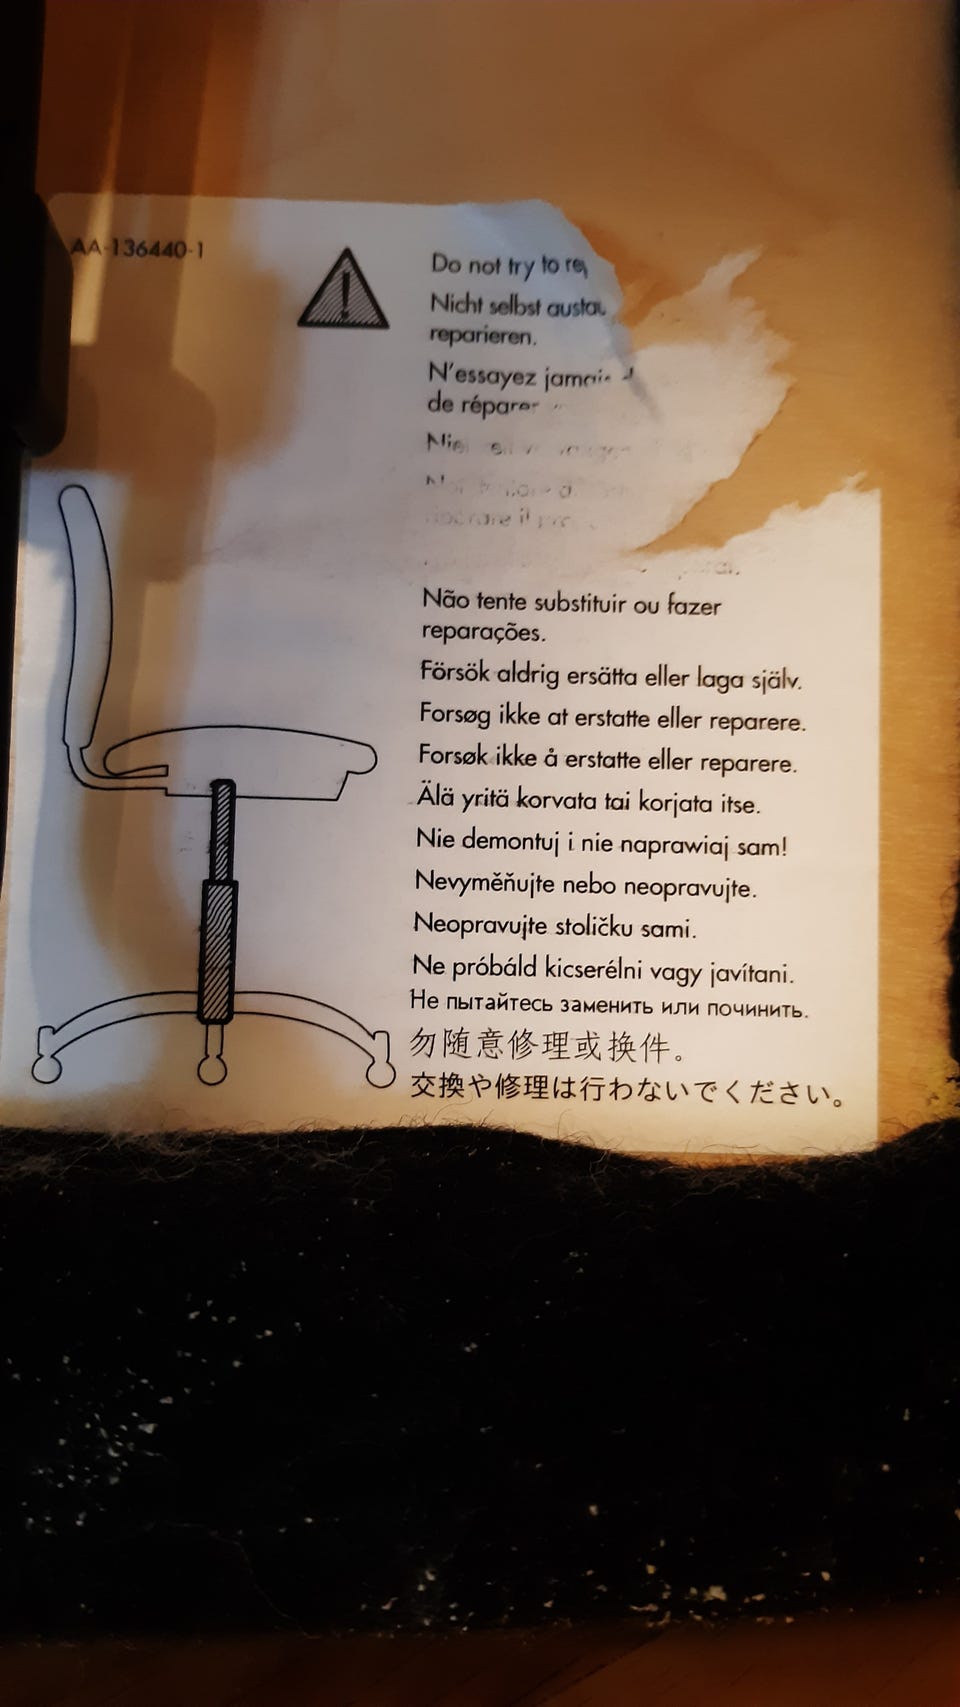 AA-136440-1
Do not try to
Nicht selbst
reparieren.
N'essayez jamais
de réparer
Não tente substituir ou fazer
reparações.
Försök aldrig ersätta eller laga själv.
Forsøg ikke at erstatte eller reparere.
Forsøk ikke å erstatte eller reparere.
Älä yritä korvata tai korjata itse.
Nie demontuj i nie naprawiaj sam!
Nevyměňujte nebo neopravujte.
Neopravujte stoličku sami.
Ne próbáld kicserélni vagy javítani.
Не пытайтесь заменить или починить.
勿随意修理或换件。
交換や修理は行わないでください。